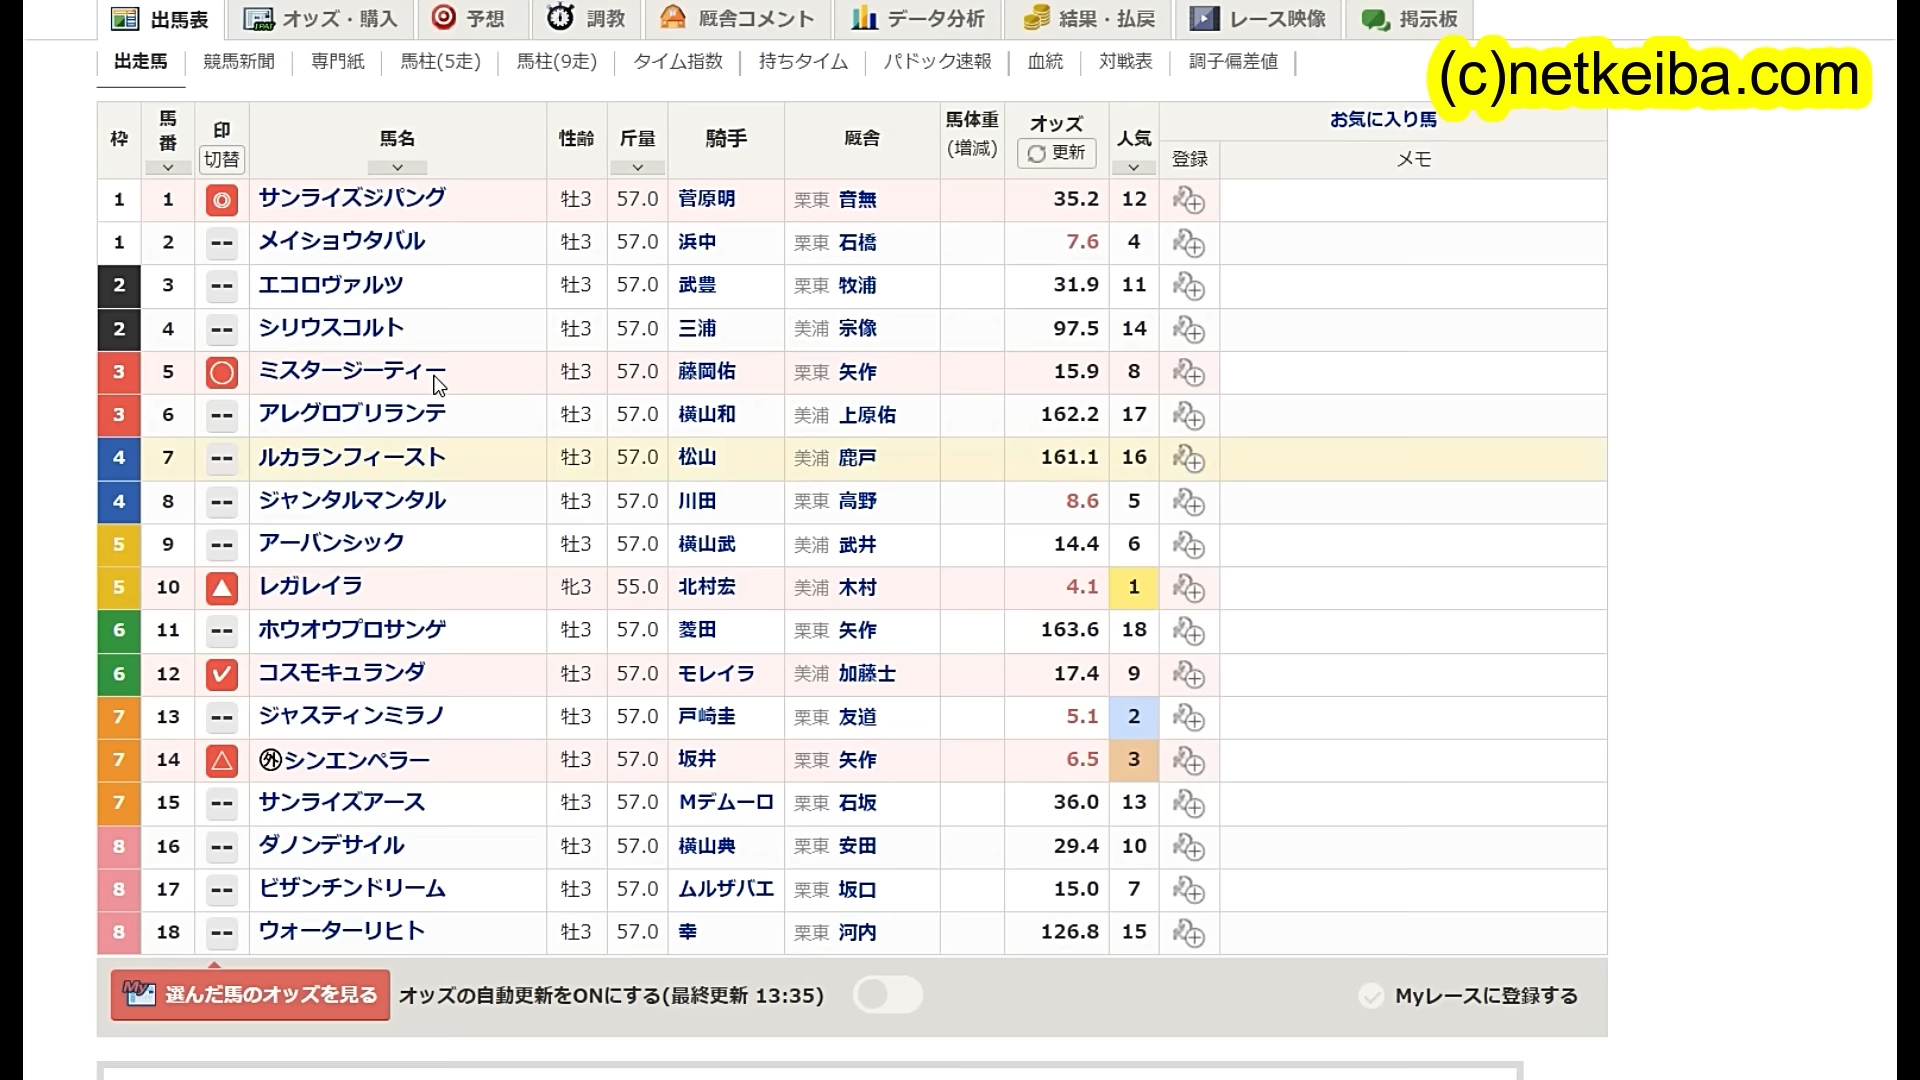 出馬表 オッズ・購入 予想 調教 厩舎コメント データ分析 結果・払戻 レース映像 掲示板
出走馬 競馬新聞 専門紙 馬柱(5走) 馬柱(9走) タイム指数 持ちタイム パドック速報 血統 対戦表 調子偏差値
(c)netkeiba.com
枠 馬番 印 切替 馬名 性齢 斤量 騎手 厩舎 馬体重(増減) オッズ 更新 人気 お気に入り馬 登録 メモ
1 1 ◎ サンライズジパング 牡3 57.0 菅原明 栗東 音無 35.2 12
1 2 -- メイショウタバル 牡3 57.0 浜中 栗東 石橋 7.6 4
2 3 -- エコロヴァルツ 牡3 57.0 武豊 栗東 牧浦 31.9 11
2 4 -- シリウスコルト 牡3 57.0 三浦 美浦 宗像 97.5 14
3 5 ○ ミスタージーティー 牡3 57.0 藤岡佑 栗東 矢作 15.9 8
3 6 -- アレグロブリランテ 牡3 57.0 横山和 美浦 上原佑 162.2 17
4 7 -- ルカランフィースト 牡3 57.0 松山 美浦 鹿戸 161.1 16
4 8 -- ジャンタルマンタル 牡3 57.0 川田 栗東 高野 8.6 5
5 9 -- アーバンシック 牡3 57.0 横山武 美浦 武井 14.4 6
5 10 ▲ レガレイラ 牝3 55.0 北村宏 美浦 木村 4.1 1
6 11 -- ホウオウプロサンゲ 牡3 57.0 菱田 栗東 矢作 163.6 18
6 12 ✓ コスモキュランダ 牡3 57.0 モレイラ 美浦 加藤士 17.4 9
7 13 -- ジャスティンミラノ 牡3 57.0 戸崎圭 栗東 友道 5.1 2
7 14 △ 外シンエンペラー 牡3 57.0 坂井 栗東 矢作 6.5 3
7 15 -- サンライズアース 牡3 57.0 Mデムーロ 栗東 石坂 36.0 13
8 16 -- ダノンデサイル 牡3 57.0 横山典 栗東 安田 29.4 10
8 17 -- ビザンチンドリーム 牡3 57.0 ムルザバエ 栗東 坂口 15.0 7
8 18 -- ウォーターリヒト 牡3 57.0 幸 栗東 河内 126.8 15
My 選んだ馬のオッズを見る オッズの自動更新をONにする(最終更新 13:35) Myレースに登録する